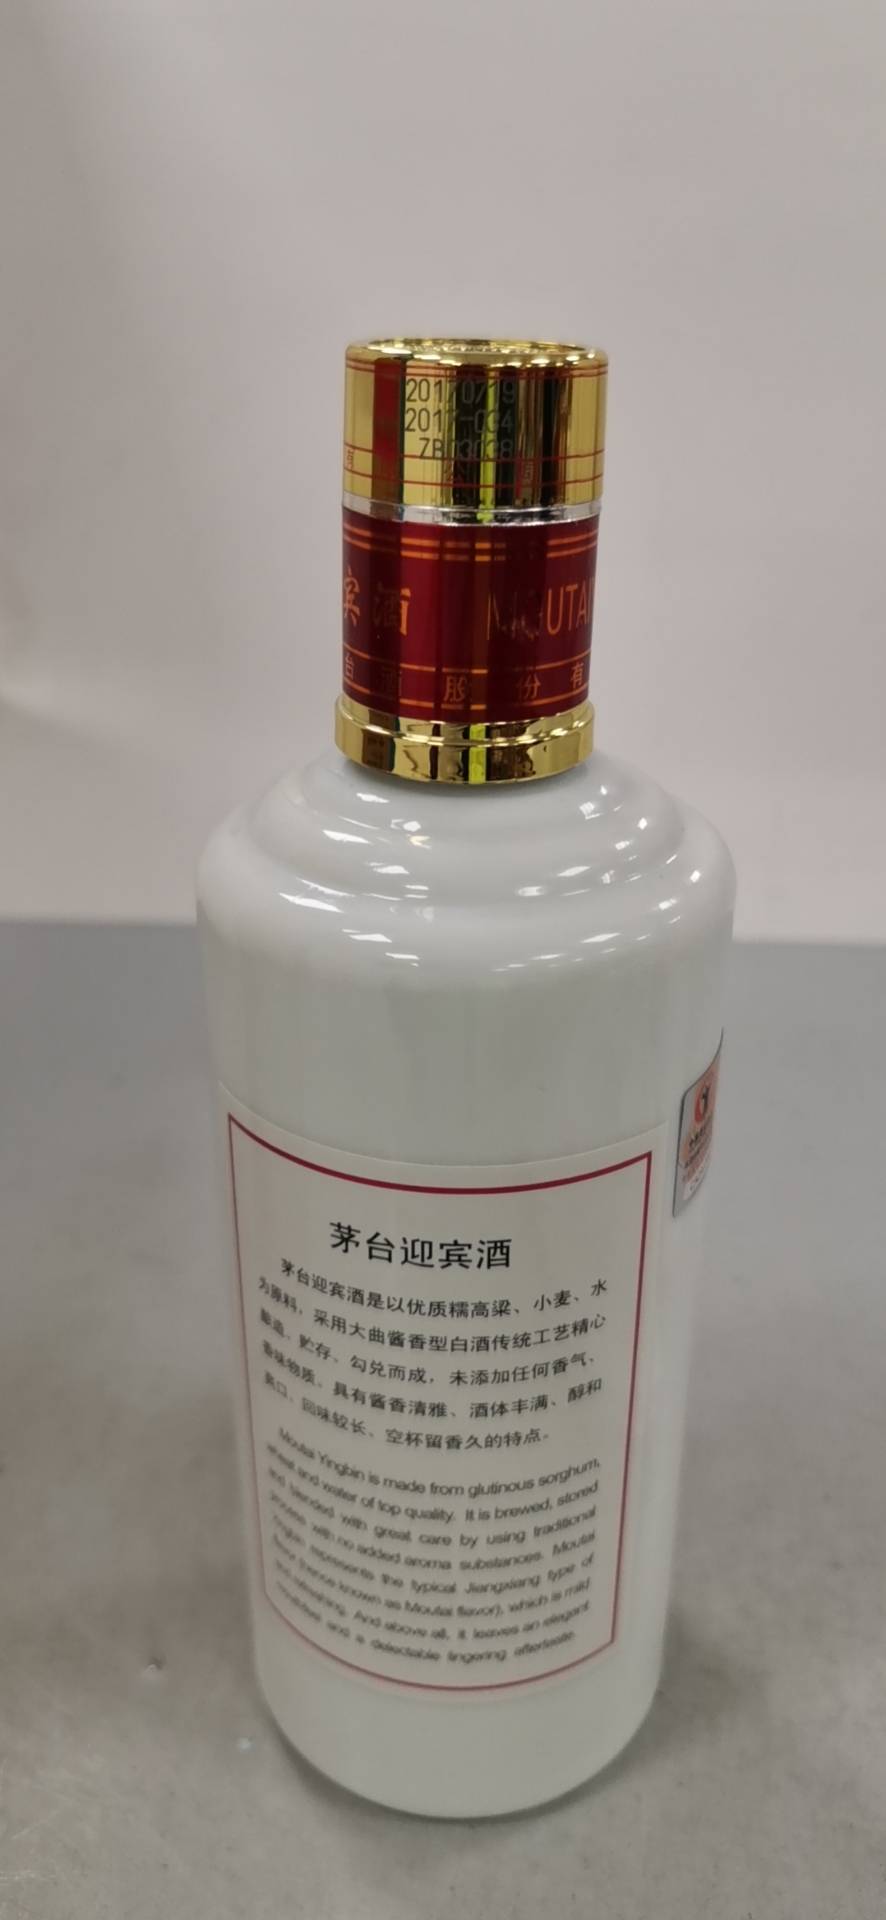 20170719
2017-034
ZB03038
公司
宾酒 MOUTAI
台酒股份有
茅台迎宾酒
茅台迎宾酒是以优质糯高粱、小麦、水
为原料，采用大曲酱香型白酒传统工艺精心
酿造、贮存、勾兑而成，未添加任何香气、
香味物质。具有酱香清雅、酒体丰满、醇和
爽口、回味较长、空杯留香久的特点。
Moutai Yingbin is made from glutinous sorghum,
wheat and water of top quality. It is brewed, stored
and blended with great care by using traditional
process with no added aroma substances. Moutai
Yingbin represents the typical Jiangxiang type of
flavor (hence known as Moutai flavor), which is mild
and refreshing. And above all, it leaves an elegant
and a delectable lingering aftertaste.